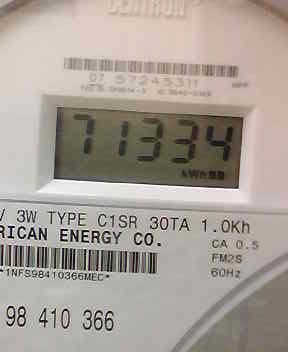 CENTRON
07 57245311
71334
kWh
V 3W TYPE C1SR 30TA 1.0Kh
RICAN ENERGY CO.
CA 0.5
FM2S
60Hz
*1NFS98410366MEC*
98 410 366